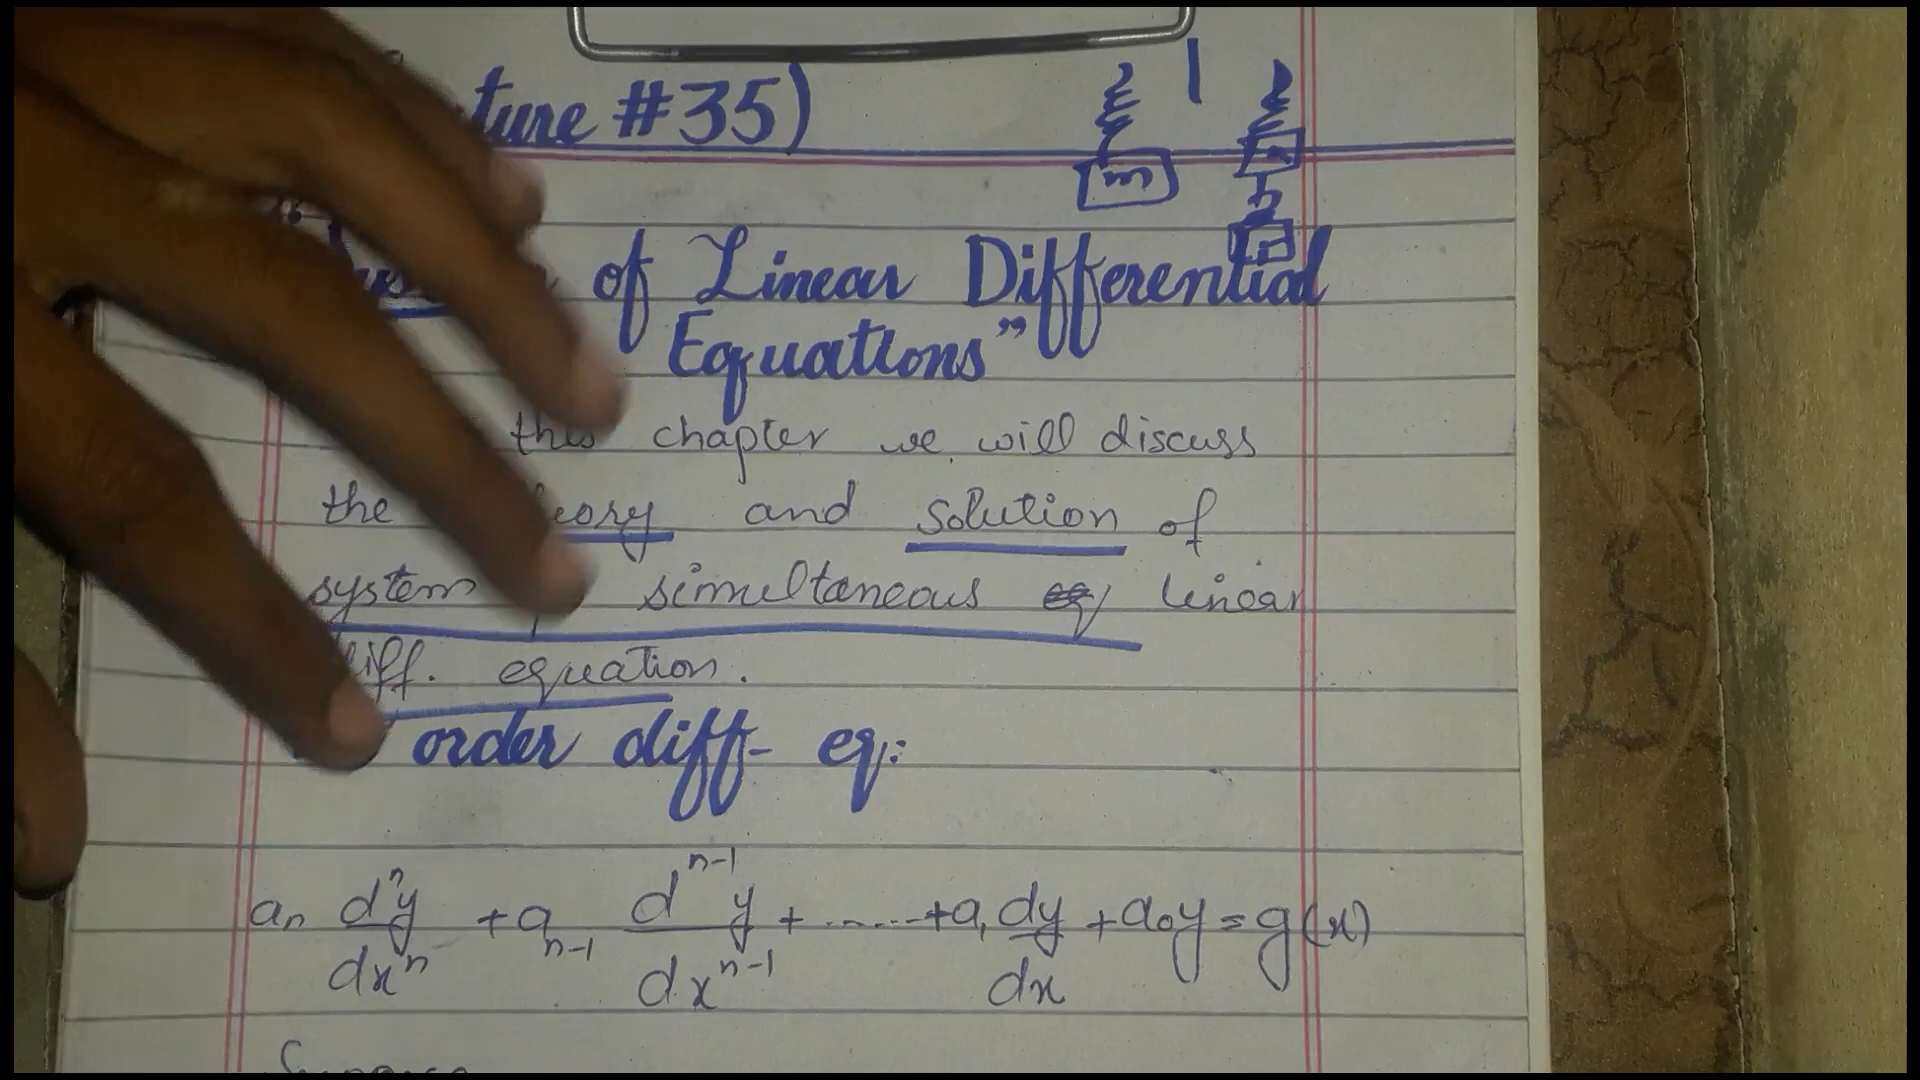 ture #35)
m
of Linear Differential
Equations”
this chapter we will discuss
the eory and solution of
system simultaneous linear
iff. equation.
order diff- eq:
an dⁿy/dxⁿ + aₙ₋₁ dⁿ⁻¹y/dxⁿ⁻¹ + ....... + a₁ dy/dx + a₀y = g(x)